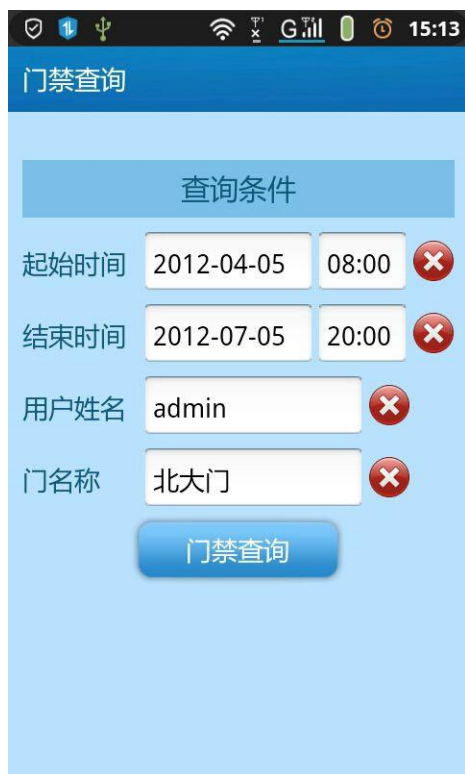 G 15:13
门禁查询
查询条件
起始时间 2012-04-05 08:00
结束时间 2012-07-05 20:00
用户姓名 admin
门名称 北大门
门禁查询